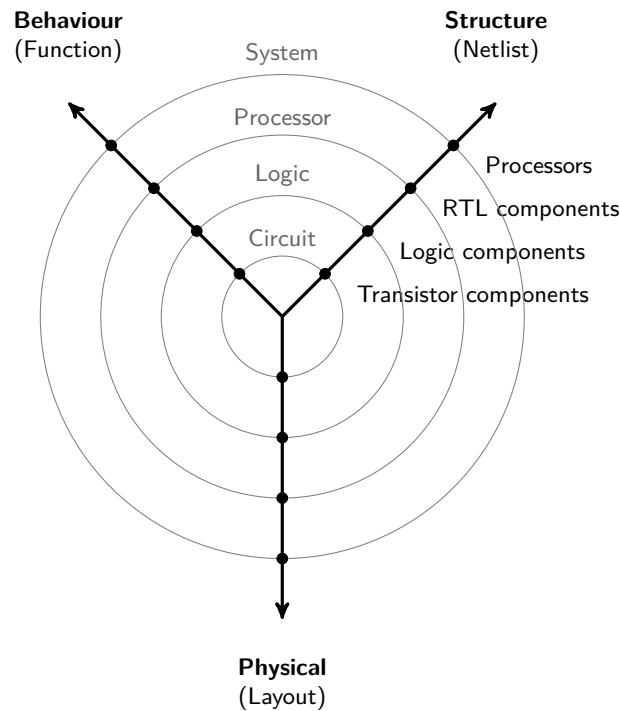 Behaviour
(Function)
Structure
(Netlist)
System
Processor
Logic
Circuit
Processors
RTL components
Logic components
Transistor components
Physical
(Layout)